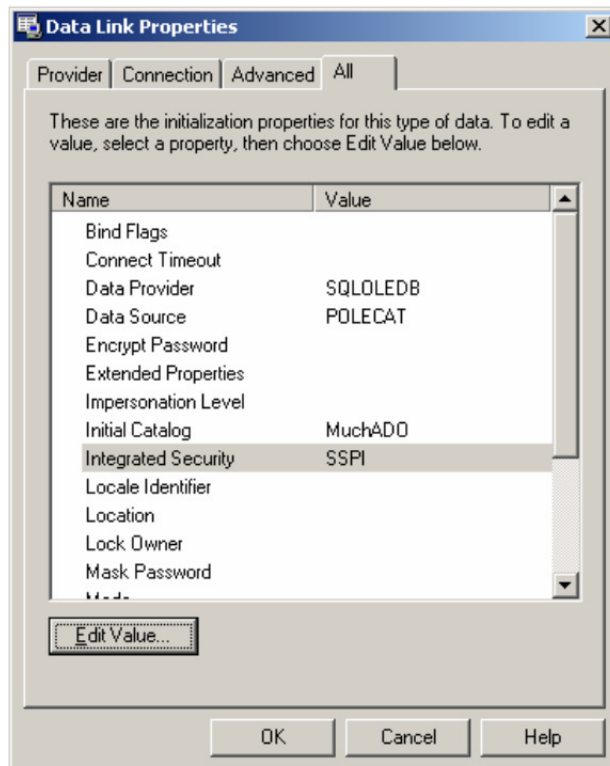 Data Link Properties
Provider Connection Advanced All
These are the initialization properties for this type of data. To edit a
value, select a property, then choose Edit Value below.
Name Value
Bind Flags
Connect Timeout
Data Provider SQLOLEDB
Data Source POLECAT
Encrypt Password
Extended Properties
Impersonation Level
Initial Catalog MuchADO
Integrated Security SSPI
Locale Identifier
Location
Lock Owner
Mask Password
Edit Value...
OK Cancel Help